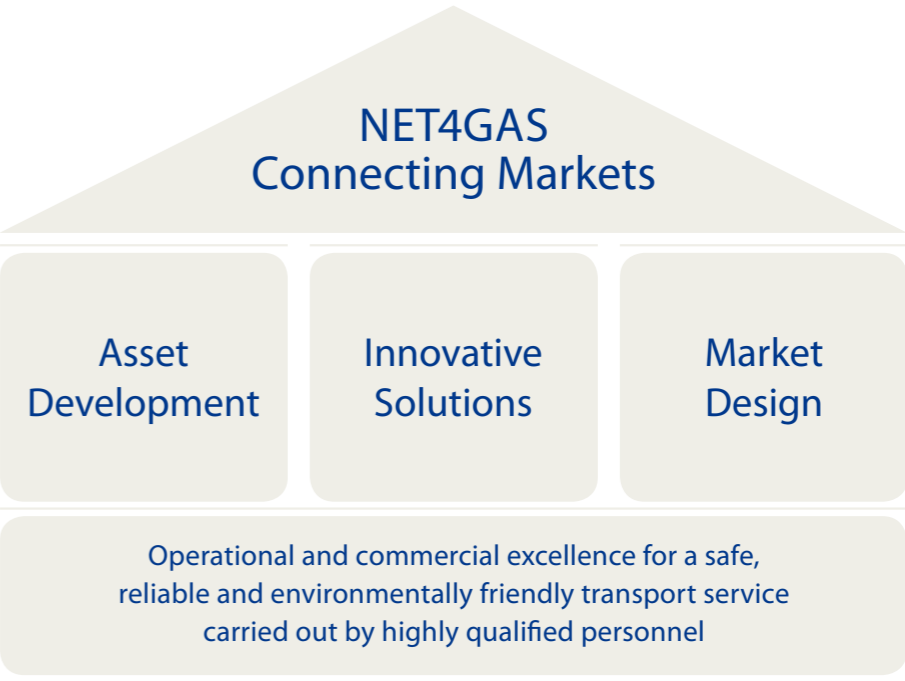 NET4GAS
Connecting Markets
Asset
Development
Innovative
Solutions
Market
Design
Operational and commercial excellence for a safe,
reliable and environmentally friendly transport service
carried out by highly qualified personnel